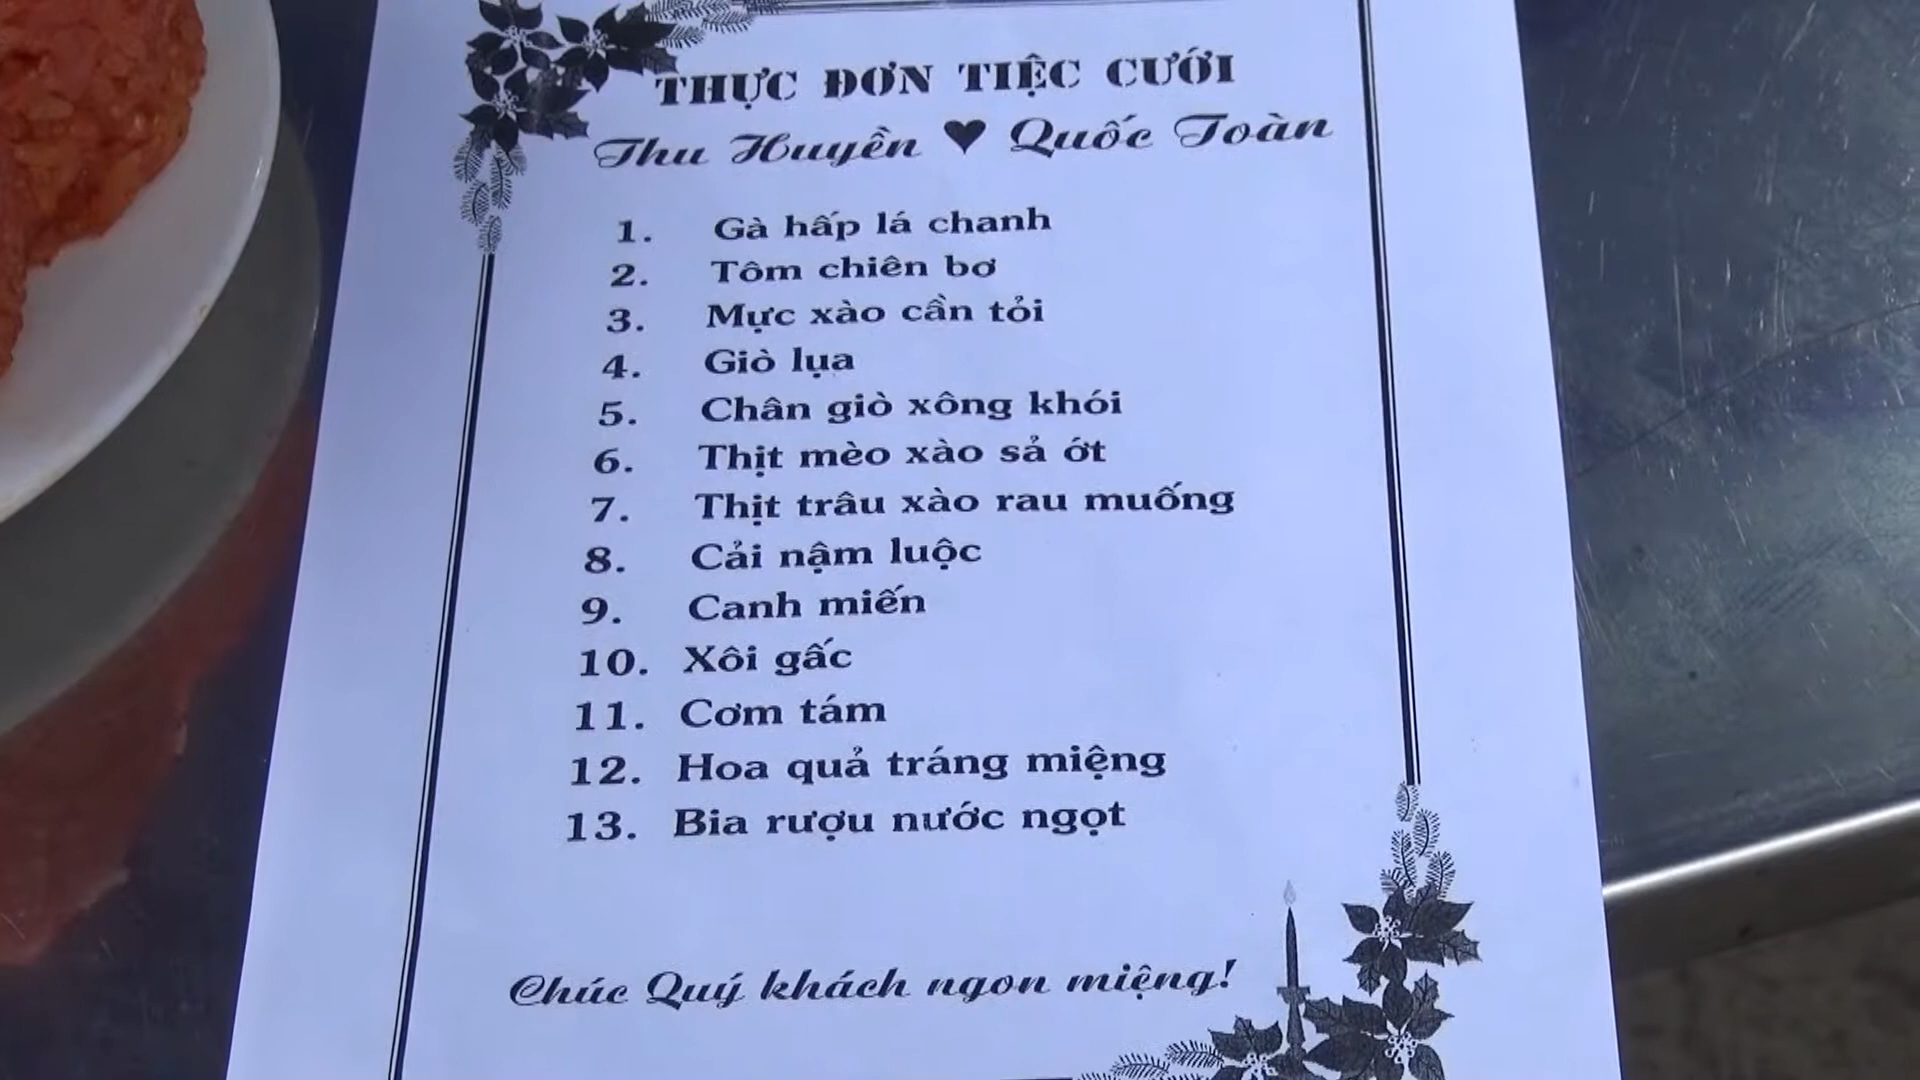 THỰC ĐƠN TIỆC CƯỚI
Thu Huyền ♥ Quốc Toàn
1. Gà hấp lá chanh
2. Tôm chiên bơ
3. Mực xào cần tỏi
4. Giò lụa
5. Chân giò xông khói
6. Thịt mèo xào sả ớt
7. Thịt trâu xào rau muống
8. Cải nậm luộc
9. Canh miến
10. Xôi gấc
11. Cơm tám
12. Hoa quả tráng miệng
13. Bia rượu nước ngọt
Chúc Quý khách ngon miệng!